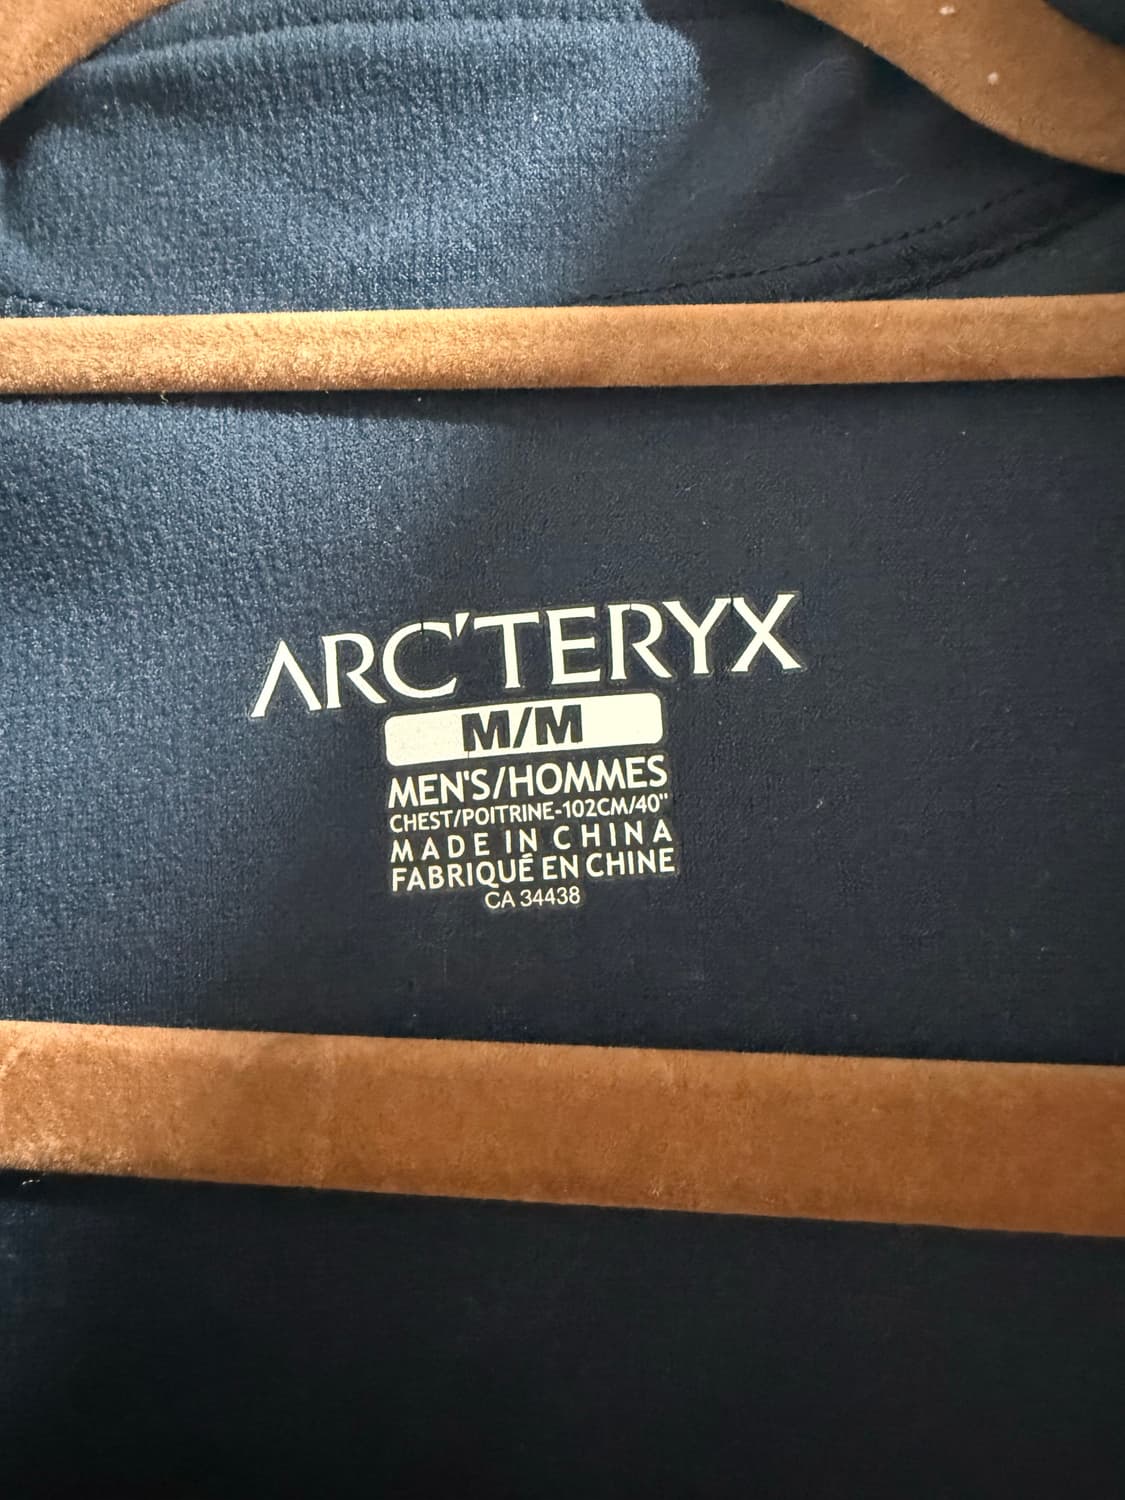 ARC'TERYX
M/M
MEN'S/HOMMES
CHEST/POITRINE-102CM/40"
MADE IN CHINA
FABRIQUÉ EN CHINE
CA 34438